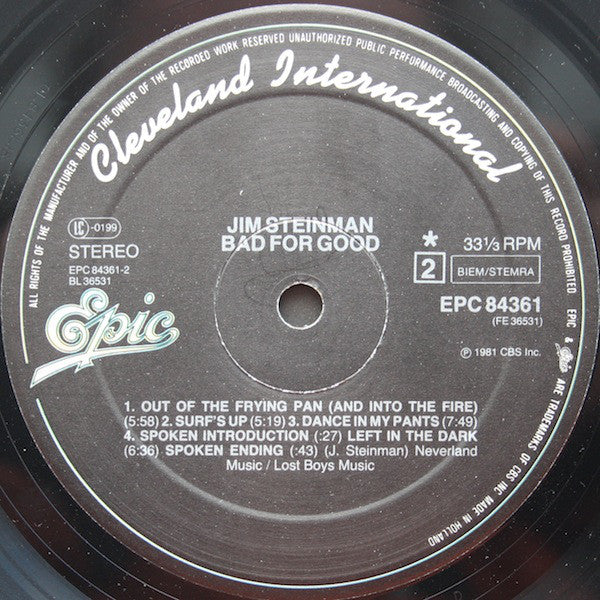 ALL RIGHTS OF THE MANUFACTURER AND OF THE OWNER OF THE RECORDED WORK RESERVED UNAUTHORIZED PUBLIC PERFORMANCE BROADCASTING AND COPYING OF THIS RECORD PROHIBITED EPIC & Epic ARE TRADEMARKS OF CBS INC MADE IN HOLLAND
Cleveland International
JIM STEINMAN
BAD FOR GOOD
LC-0199
STEREO
EPC 84361-2
BL 36531
Epic
* 33⅓ RPM
2 BIEM/STEMRA
EPC 84361
(FE 36531)
℗ 1981 CBS Inc.
1. OUT OF THE FRYING PAN (AND INTO THE FIRE)
(5:58) 2. SURF'S UP (5:19) 3. DANCE IN MY PANTS (7:49)
4. SPOKEN INTRODUCTION (:27) LEFT IN THE DARK
(6:36) SPOKEN ENDING (:43) (J. Steinman) Neverland
Music / Lost Boys Music